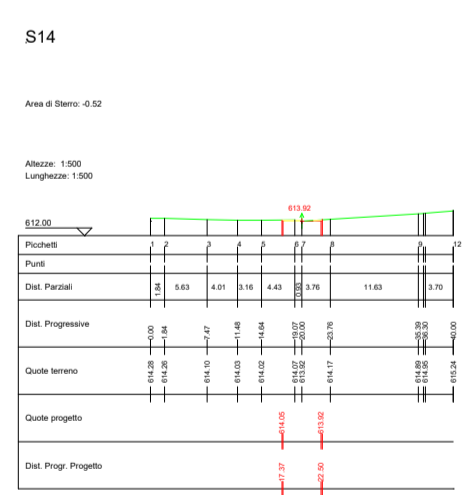 S14
Area di Sterro: -0.52
Altezze: 1:500
Lunghezze: 1:500
613.92
612.00
Picchetti 1 2 3 4 5 6 7 8 9 12
Punti
Dist. Parziali 1.84 5.63 4.01 3.16 4.43 0.93 3.76 11.63 3.70
Dist. Progressive 0.00 1.84 7.47 11.48 14.64 19.07 20.00 23.76 35.39 36.30 40.00
Quote terreno 614.28 614.26 614.10 614.03 614.02 614.07 613.92 614.17 614.89 614.95 615.24
Quote progetto 614.05 613.92
Dist. Progr. Progetto 17.37 22.50